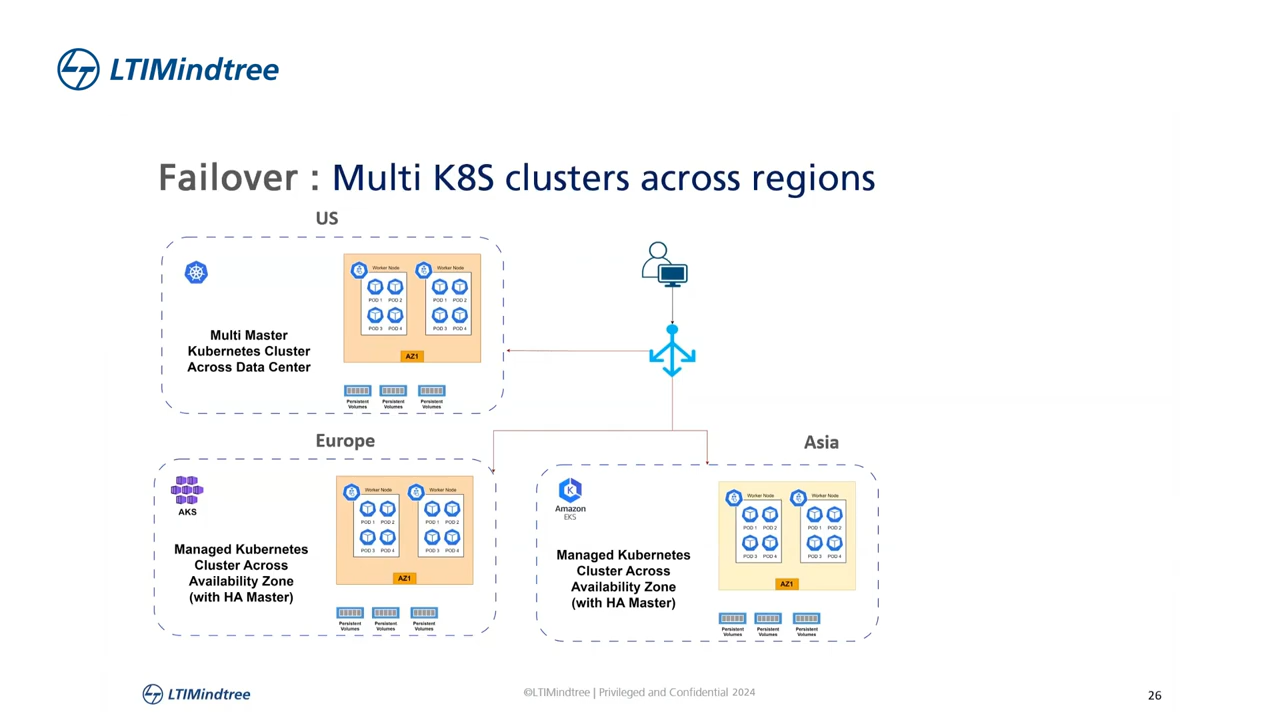 LTIMindtree
Failover : Multi K8S clusters across regions
US
Worker Node
Worker Node
POD 1
POD 2
POD 1
POD 2
POD 3
POD 4
POD 3
POD 4
AZ1
Multi Master
Kubernetes Cluster
Across Data Center
Persistent
Volumes
Persistent
Volumes
Persistent
Volumes
Europe
AKS
Worker Node
Worker Node
POD 1
POD 2
POD 1
POD 2
POD 3
POD 4
POD 3
POD 4
AZ1
Managed Kubernetes
Cluster Across
Availability Zone
(with HA Master)
Persistent
Volumes
Persistent
Volumes
Persistent
Volumes
Asia
Amazon
EKS
Worker Node
Worker Node
POD 1
POD 2
POD 1
POD 2
POD 3
POD 4
POD 3
POD 4
AZ1
Managed Kubernetes
Cluster Across
Availability Zone
(with HA Master)
Persistent
Volumes
Persistent
Volumes
Persistent
Volumes
LTIMindtree
©LTIMindtree | Privileged and Confidential 2024
26